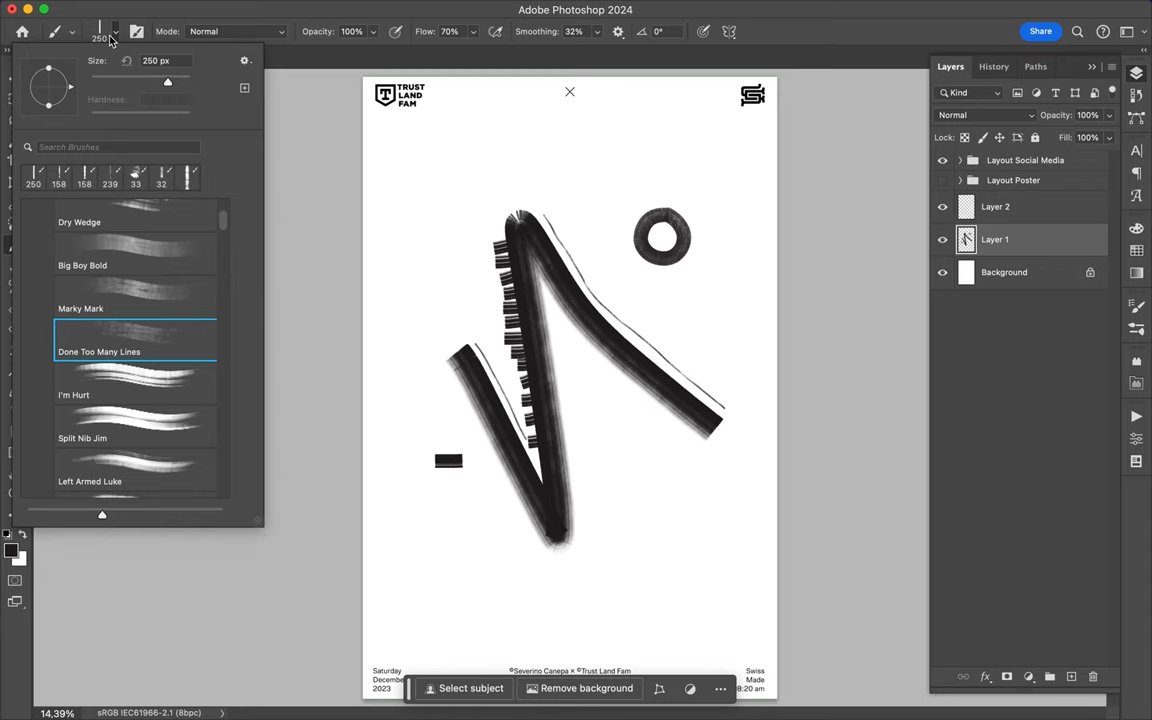 Adobe Photoshop 2024
250
Mode: Normal
Opacity: 100%
Flow: 70%
Smoothing: 32%
0°
Share
Size: 250 px
Hardness:
Search Brushes
250 158 158 239 33 32
Dry Wedge
Big Boy Bold
Marky Mark
Done Too Many Lines
I'm Hurt
Split Nib Jim
Left Armed Luke
TRUST
LAND
FAM
Saturday
Decemb
2023
©Severino Canepa × ©Trust Land Fam
Swiss
Made
8:20 am
Select subject
Remove background
Layers History Paths
Kind
Normal
Opacity: 100%
Lock:
Fill: 100%
Layout Social Media
Layout Poster
Layer 2
Layer 1
Background
fx
14,39%
sRGB IEC61966-2.1 (8bpc)